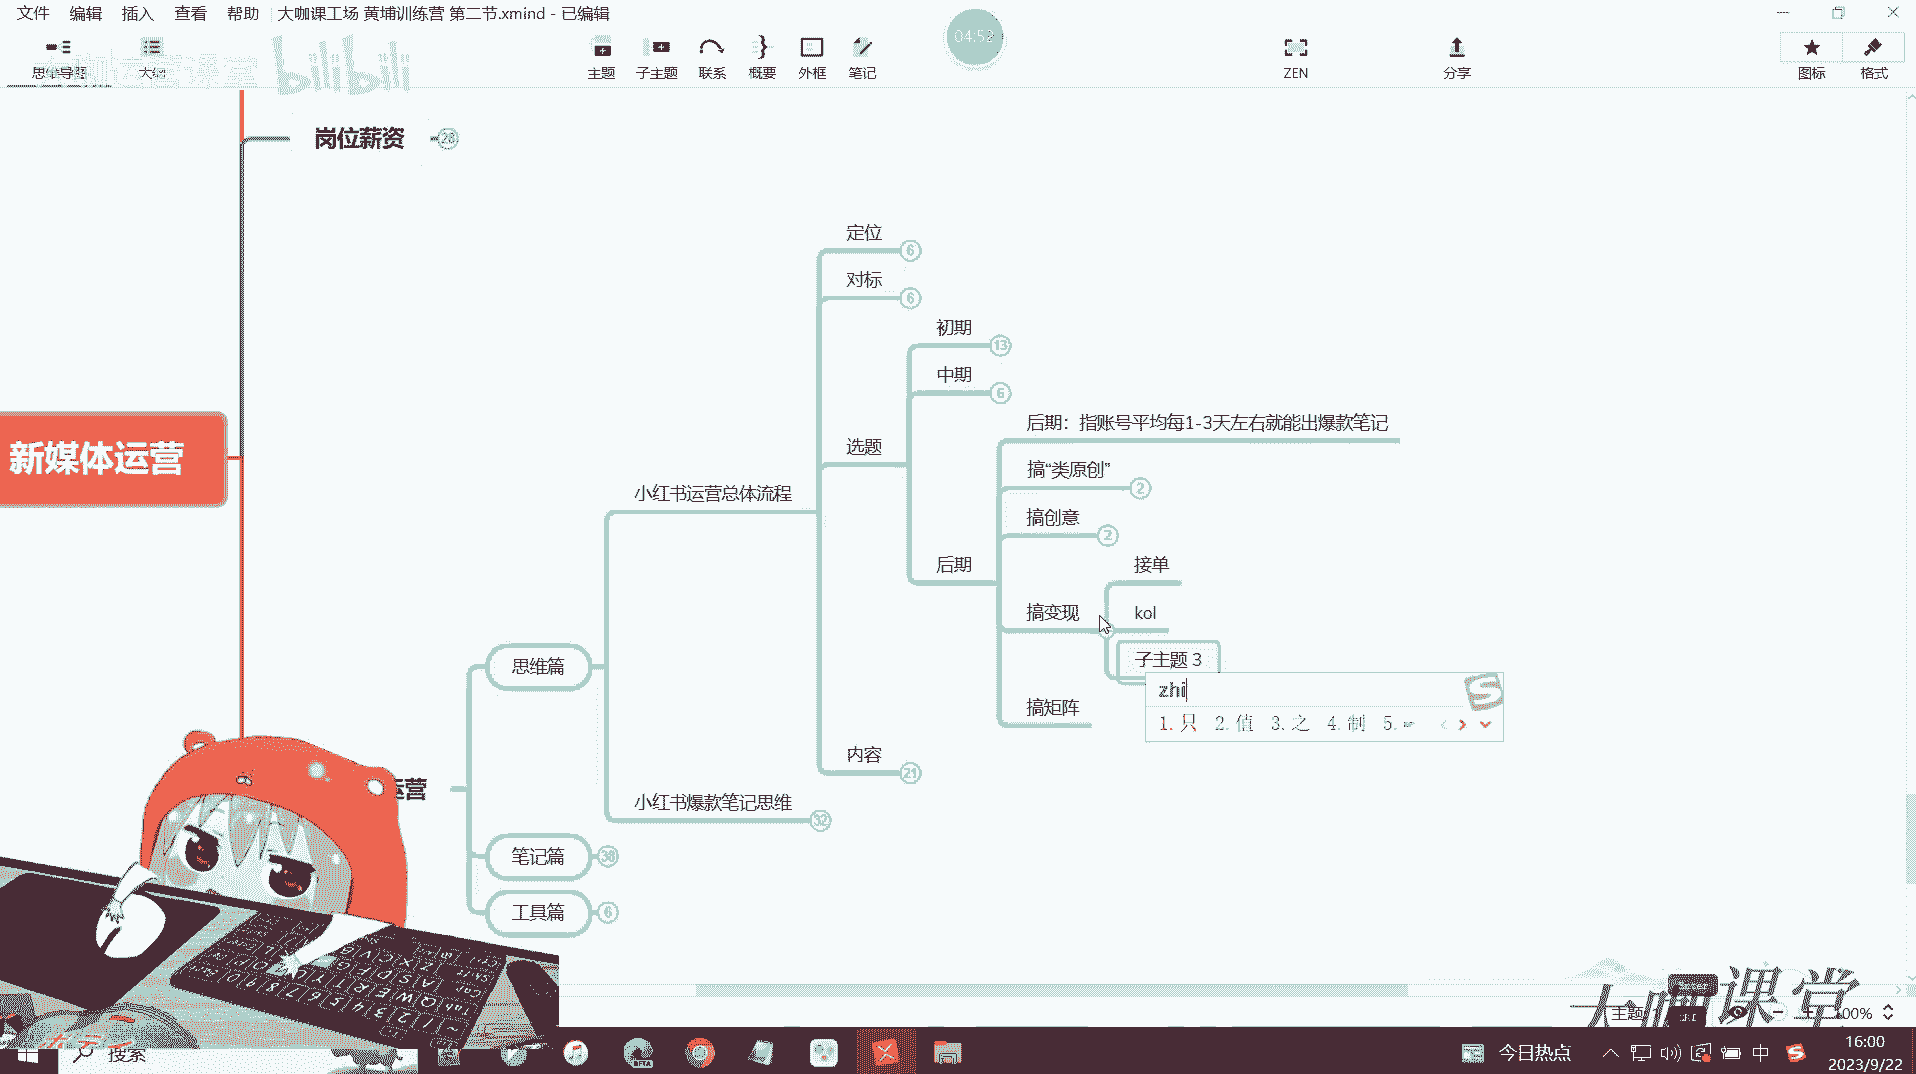 文件 编辑 插入 查看 帮助 大咖课工场 黄埔训练营 第二节.xmind - 已编辑
思维导图
大纲
bilibili
主题
子主题
联系
概要
外框
笔记
04:52
ZEN
分享
图标
格式
岗位薪资
28
定位
6
对标
6
初期
13
中期
6
后期：指账号平均每1-3天左右就能出爆款笔记
选题
搞“类原创”
2
小红书运营总体流程
搞创意
2
后期
接单
搞变现
kol
子主题 3
zhi
1.只 2.值 3.之 4.制 5.
搞矩阵
新媒体运营
思维篇
内容
21
运营
小红书爆款笔记思维
32
笔记篇
38
工具篇
6
大咖课堂
主题
100%
搜索
今日热点
中
16:00
2023/9/22